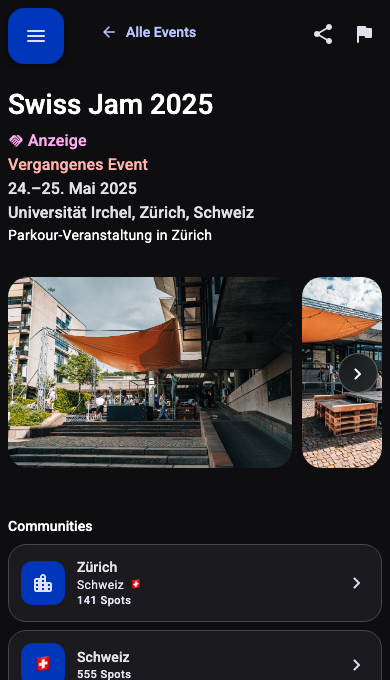 Alle Events
Swiss Jam 2025
Anzeige
Vergangenes Event
24.–25. Mai 2025
Universität Irchel, Zürich, Schweiz
Parkour-Veranstaltung in Zürich
Communities
Zürich
Schweiz
141 Spots
Schweiz
555 Spots